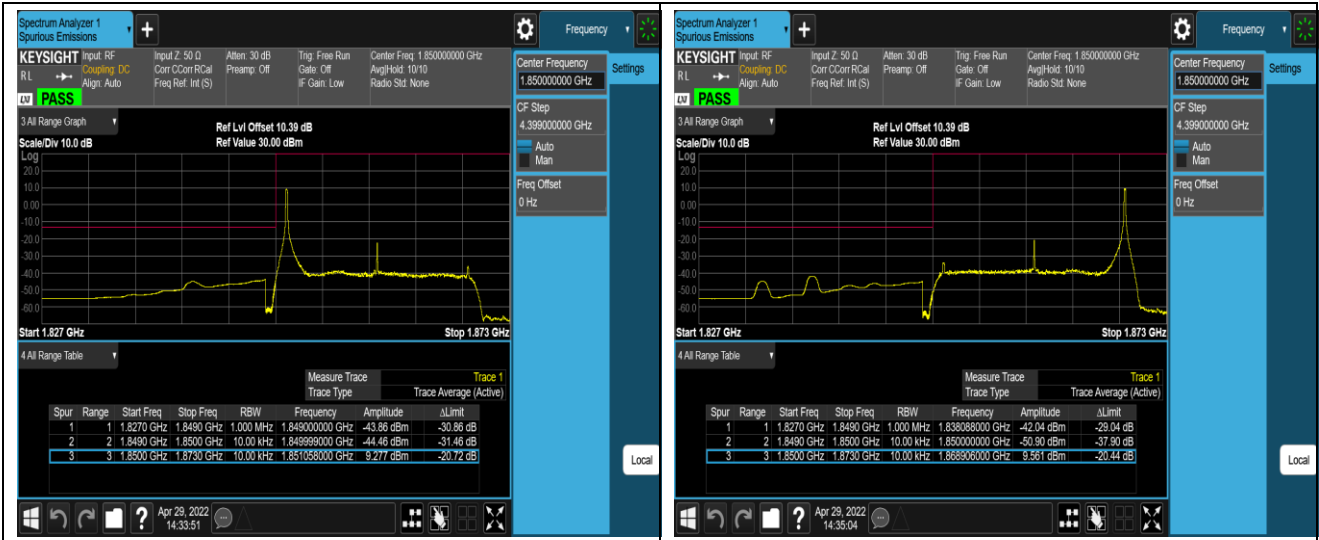 Spectrum Analyzer 1
Spurious Emissions
+
Frequency
KEYSIGHT Input: RF Input Z: 50 Ω Atten: 30 dB Trig: Free Run Center Freq: 1.850000000 GHz
RL Coupling: DC Corr CCorr RCal Preamp: Off Gate: Off Avg|Hold: 10/10
Align: Auto Freq Ref: Int (S) IF Gain: Low Radio Std: None
LXI PASS
Center Frequency
1.850000000 GHz
Settings
CF Step
4.399000000 GHz
Auto
Man
Freq Offset
0 Hz
3 All Range Graph
Ref Lvl Offset 10.39 dB
Scale/Div 10.0 dB Ref Value 30.00 dBm
Log
20.0
10.0
0.00
-10.0
-20.0
-30.0
-40.0
-50.0
-60.0
Start 1.827 GHz Stop 1.873 GHz
4 All Range Table
Measure Trace Trace 1
Trace Type Trace Average (Active)
Spur Range Start Freq Stop Freq RBW Frequency Amplitude ΔLimit
1 1 1.8270 GHz 1.8490 GHz 1.000 MHz 1.849000000 GHz -43.86 dBm -30.86 dB
2 2 1.8490 GHz 1.8500 GHz 10.00 kHz 1.849999000 GHz -44.46 dBm -31.46 dB
3 3 1.8500 GHz 1.8730 GHz 10.00 kHz 1.851058000 GHz 9.277 dBm -20.72 dB
Local
? Apr 29, 2022
14:33:51
Spectrum Analyzer 1
Spurious Emissions
+
Frequency
KEYSIGHT Input: RF Input Z: 50 Ω Atten: 30 dB Trig: Free Run Center Freq: 1.850000000 GHz
RL Coupling: DC Corr CCorr RCal Preamp: Off Gate: Off Avg|Hold: 10/10
Align: Auto Freq Ref: Int (S) IF Gain: Low Radio Std: None
LXI PASS
Center Frequency
1.850000000 GHz
Settings
CF Step
4.399000000 GHz
Auto
Man
Freq Offset
0 Hz
3 All Range Graph
Ref Lvl Offset 10.39 dB
Scale/Div 10.0 dB Ref Value 30.00 dBm
Log
20.0
10.0
0.00
-10.0
-20.0
-30.0
-40.0
-50.0
-60.0
Start 1.827 GHz Stop 1.873 GHz
4 All Range Table
Measure Trace Trace 1
Trace Type Trace Average (Active)
Spur Range Start Freq Stop Freq RBW Frequency Amplitude ΔLimit
1 1 1.8270 GHz 1.8490 GHz 1.000 MHz 1.838088000 GHz -42.04 dBm -29.04 dB
2 2 1.8490 GHz 1.8500 GHz 10.00 kHz 1.850000000 GHz -50.90 dBm -37.90 dB
3 3 1.8500 GHz 1.8730 GHz 10.00 kHz 1.868906000 GHz 9.561 dBm -20.44 dB
Local
? Apr 29, 2022
14:35:04